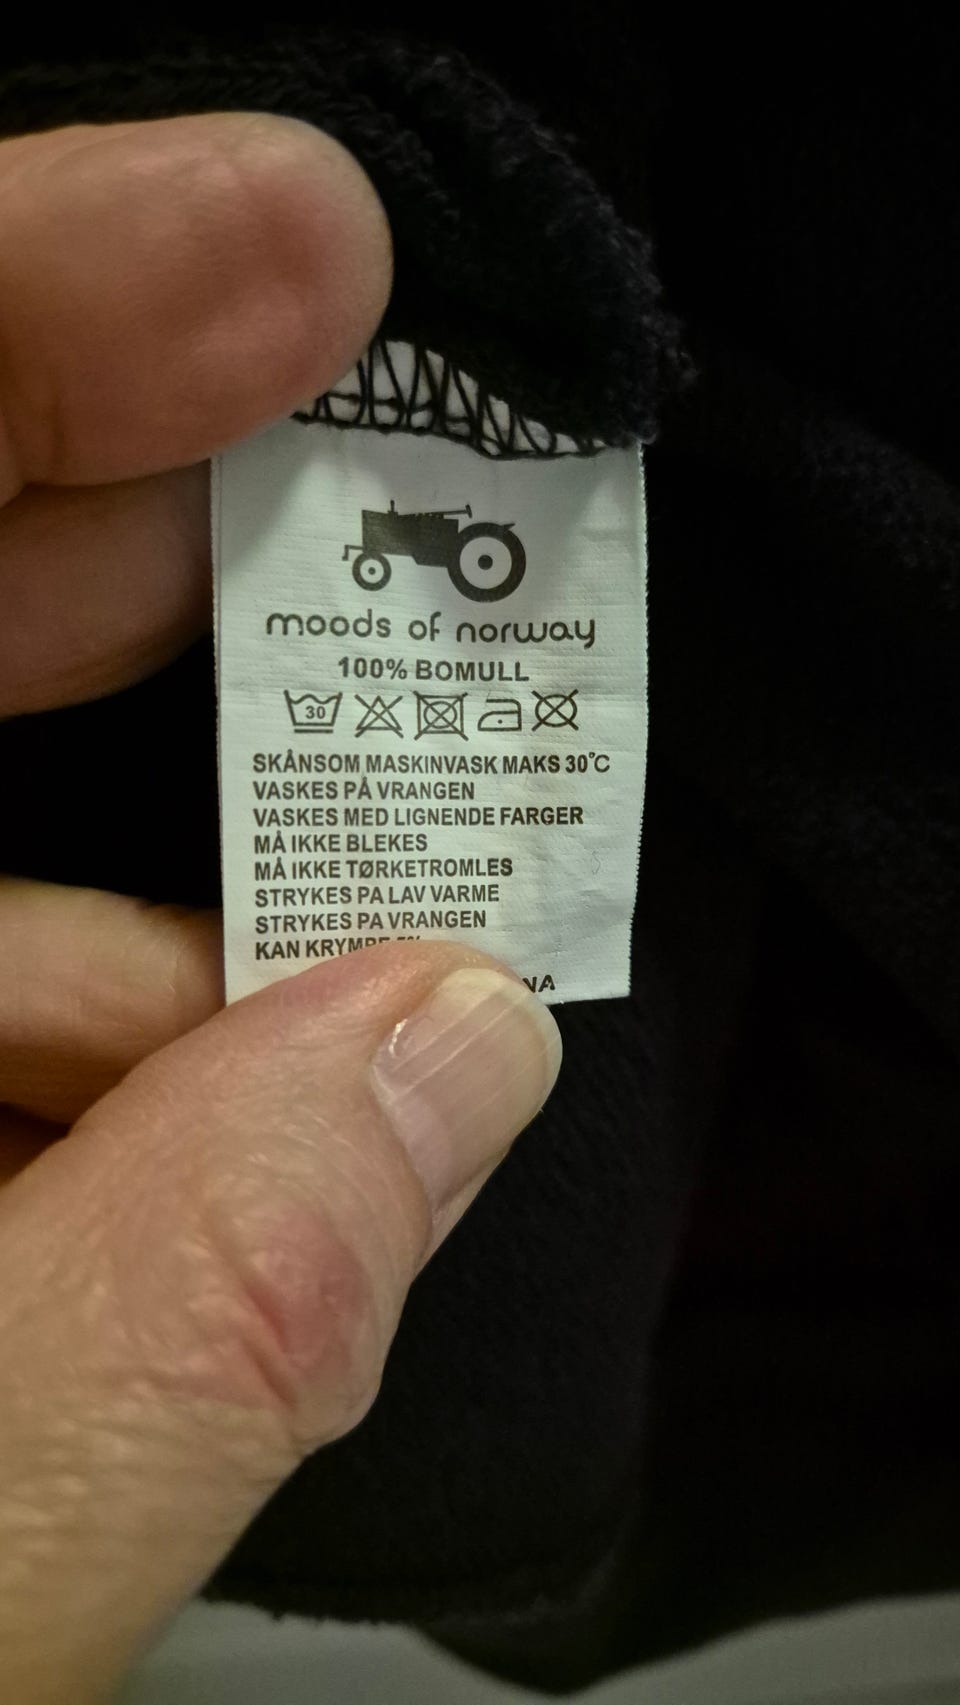 moods of norway
100% BOMULL
30
SKÅNSOM MASKINVASK MAKS 30°C
VASKES PÅ VRANGEN
VASKES MED LIGNENDE FARGER
MÅ IKKE BLEKES
MÅ IKKE TØRKETROMLES
STRYKES PA LAV VARME
STRYKES PA VRANGEN
KAN